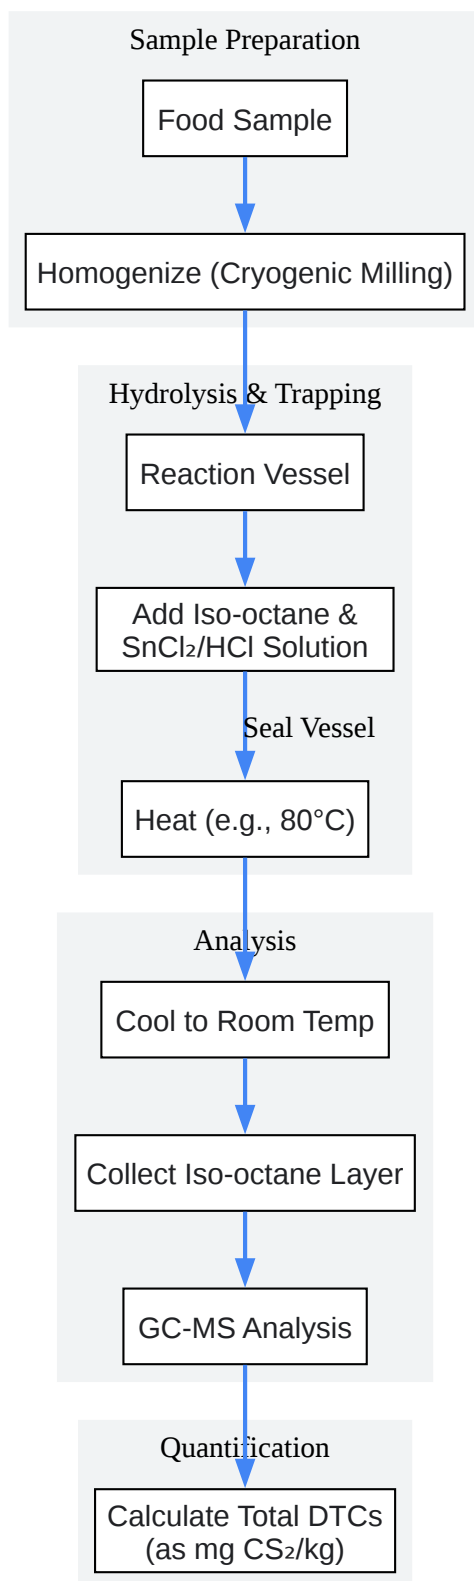 Sample Preparation
Food Sample
Homogenize (Cryogenic Milling)
Hydrolysis & Trapping
Reaction Vessel
Add Iso-octane &
SnCl₂/HCl Solution
Seal Vessel
Heat (e.g., 80°C)
Analysis
Cool to Room Temp
Collect Iso-octane Layer
GC-MS Analysis
Quantification
Calculate Total DTCs
(as mg CS₂/kg)